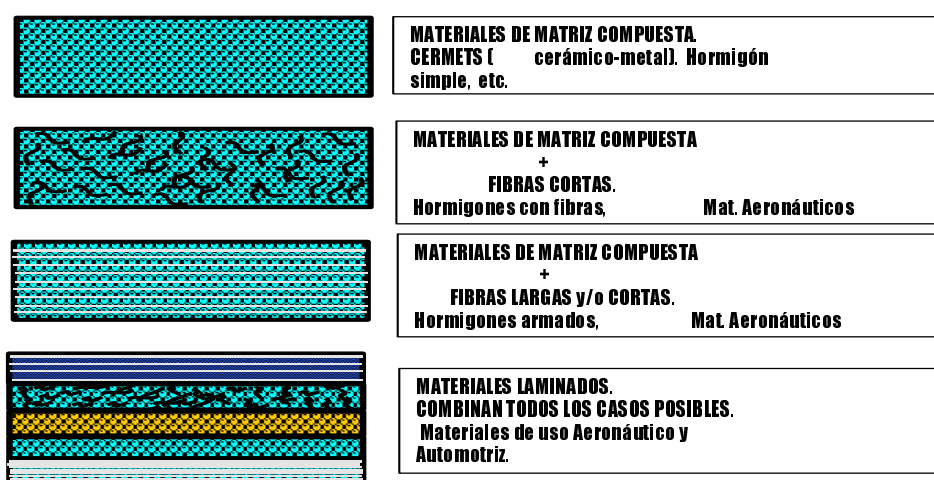 MATERIALES DE MATRIZ COMPUESTA.
CERMETS ( cerámico-metal). Hormigón
simple, etc.
MATERIALES DE MATRIZ COMPUESTA
+
FIBRAS CORTAS.
Hormigones con fibras, Mat. Aeronáuticos
MATERIALES DE MATRIZ COMPUESTA
+
FIBRAS LARGAS y/o CORTAS.
Hormigones armados, Mat. Aeronáuticos
MATERIALES LAMINADOS.
COMBINAN TODOS LOS CASOS POSIBLES.
Materiales de uso Aeronáutico y
Automotriz.